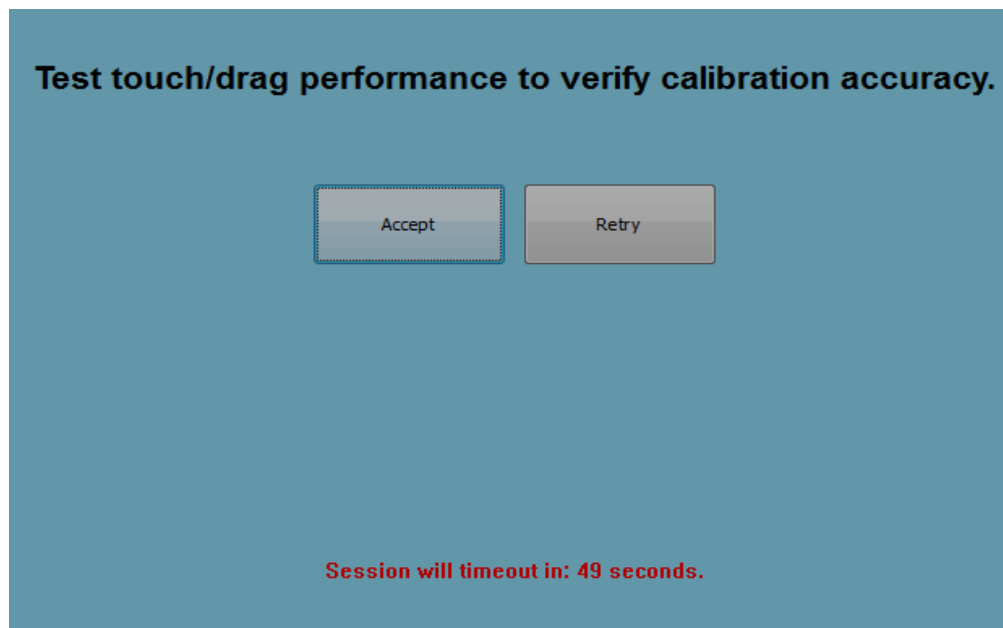 Test touch/drag performance to verify calibration accuracy.
Accept
Retry
Session will timeout in: 49 seconds.